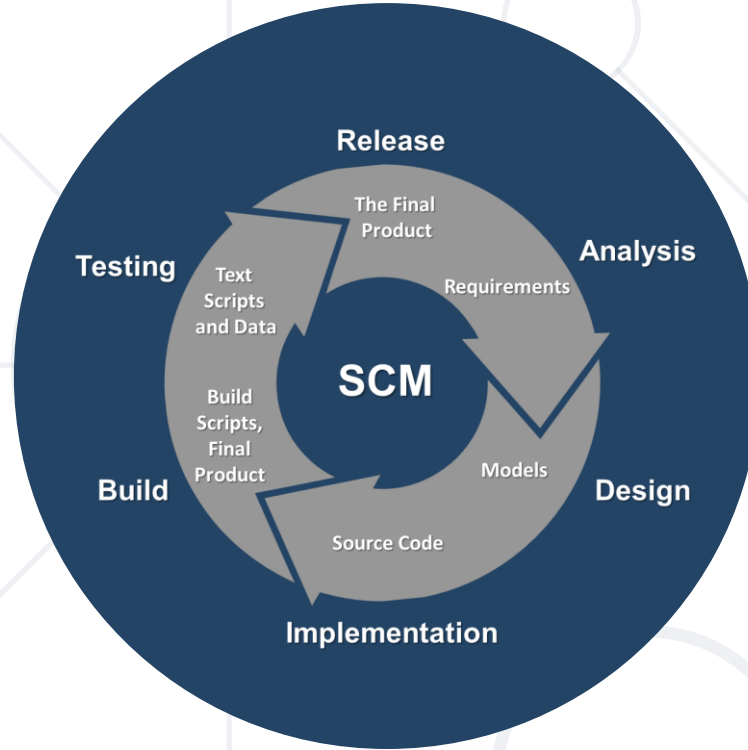 Release
The Final
Product
Analysis
Requirements
Testing
Text
Scripts
and Data
SCM
Build
Scripts,
Final
Product
Models
Build
Design
Source Code
Implementation